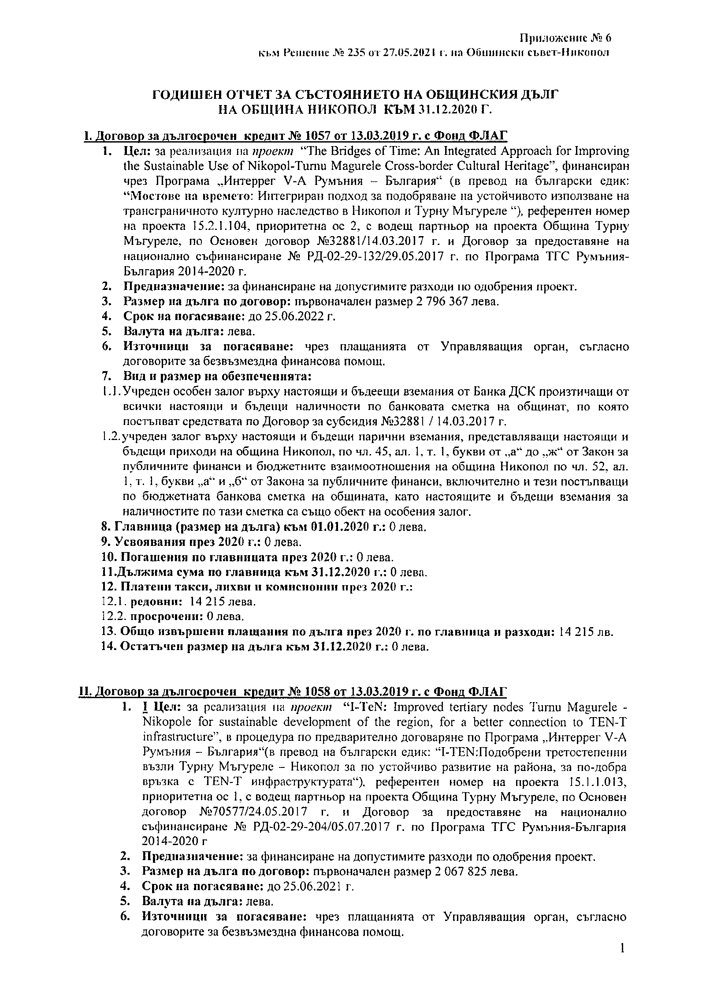 Приложение № 6
към Решение № 235 от 27.05.2021 г. на Общински съвет-Никопол
ГОДИШЕН ОТЧЕТ ЗА СЪСТОЯНИЕТО НА ОБЩИНСКИЯ ДЪЛГ
НА ОБЩИНА НИКОПОЛ КЪМ 31.12.2020 Г.
I. Договор за дългосрочен кредит № 1057 от 13.03.2019 г. с Фонд ФЛАГ
1. Цел: за реализация на проект “The Bridges of Time: An Integrated Approach for Improving
the Sustainable Use of Nikopol-Turnu Magurele Cross-border Cultural Heritage”, финансиран
чрез Програма „Интеррег V-A Румъния – България“ (в превод на български едик:
“Мостове на времето: Интегриран подход за подобряване на устойчивото използване на
трансграничното културно наследство в Никопол и Турну Мъгуреле “), референтен номер
на проекта 15.2.1.104, приоритетна ос 2, с водещ партньор на проекта Община Турну
Мъгуреле, по Основен договор №32881/14.03.2017 г. и Договор за предоставяне на
национално съфинансиране № РД-02-29-132/29.05.2017 г. по Програма ТГС Румъния-
България 2014-2020 г.
2. Предназначение: за финансиране на допустимите разходи по одобрения проект.
3. Размер на дълга по договор: първоначален размер 2 796 367 лева.
4. Срок на погасяване: до 25.06.2022 г.
5. Валута на дълга: лева.
6. Източници за погасяване: чрез плащанията от Управляващия орган, съгласно
договорите за безвъзмездна финансова помощ.
7. Вид и размер на обезпеченията:
1.1.Учреден особен залог върху настоящи и бъдеещи вземания от Банка ДСК произтичащи от
всички настоящи и бъдещи наличности по банковата сметка на общинат, по която
постъпват средствата по Договор за субсидия №32881 / 14.03.2017 г.
1.2.учреден залог върху настоящи и бъдещи парични вземания, представляващи настоящи и
бъдещи приходи на община Никопол, по чл. 45, ал. 1, т. 1, букви от „а“ до „ж“ от Закон за
публичните финанси и бюджетните взаимоотношения на община Никопол по чл. 52, ал.
1, т. 1, букви „а“ и „б“ от Закона за публичните финанси, включително и тези постъпващи
по бюджетната банкова сметка на общината, като настоящите и бъдещи вземания за
наличностите по тази сметка са също обект на особения залог.
8. Главница (размер на дълга) към 01.01.2020 г.: 0 лева.
9. Усвоявания през 2020 г.: 0 лева.
10. Погашения по главницата през 2020 г.: 0 лева.
11.Дължима сума по главница към 31.12.2020 г.: 0 лева.
12. Платени такси, лихви и комисионни през 2020 г.:
12.1. редовни: 14 215 лева.
12.2. просрочени: 0 лева.
13. Общо извършени плащания по дълга през 2020 г. по главница и разходи: 14 215 лв.
14. Остатъчен размер на дълга към 31.12.2020 г.: 0 лева.
II. Договор за дългосрочен кредит № 1058 от 13.03.2019 г. с Фонд ФЛАГ
1. I Цел: за реализация на проект “I-TeN: Improved tertiary nodes Turnu Magurele -
Nikopole for sustainable development of the region, for a better connection to TEN-T
infrastructure”, в процедура по предварително договаряне по Програма „Интеррег V-A
Румъния – България“(в превод на български едик: “I-TEN:Подобрени третостепенни
възли Турну Мъгуреле – Никопол за по устойчиво развитие на района, за по-добра
връзка с TEN-T инфраструктурата“), референтен номер на проекта 15.1.1.013,
приоритетна ос 1, с водещ партньор на проекта Община Турну Мъгуреле, по Основен
договор №70577/24.05.2017 г. и Договор за предоставяне на национално
съфинансиране № РД-02-29-204/05.07.2017 г. по Програма ТГС Румъния-България
2014-2020 г
2. Предназначение: за финансиране на допустимите разходи по одобрения проект.
3. Размер на дълга по договор: първоначален размер 2 067 825 лева.
4. Срок на погасяване: до 25.06.2021 г.
5. Валута на дълга: лева.
6. Източници за погасяване: чрез плащанията от Управляващия орган, съгласно
договорите за безвъзмездна финансова помощ.
1